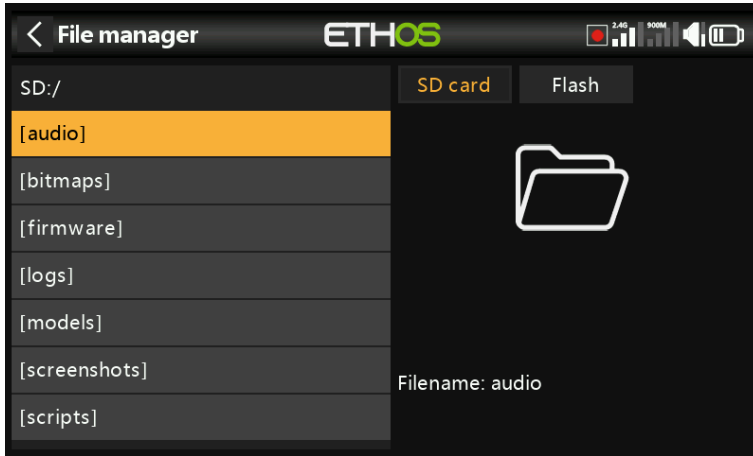 File manager
ETHOS
2.4G
900M
SD:/
[audio]
[bitmaps]
[firmware]
[logs]
[models]
[screenshots]
[scripts]
SD card
Flash
Filename: audio